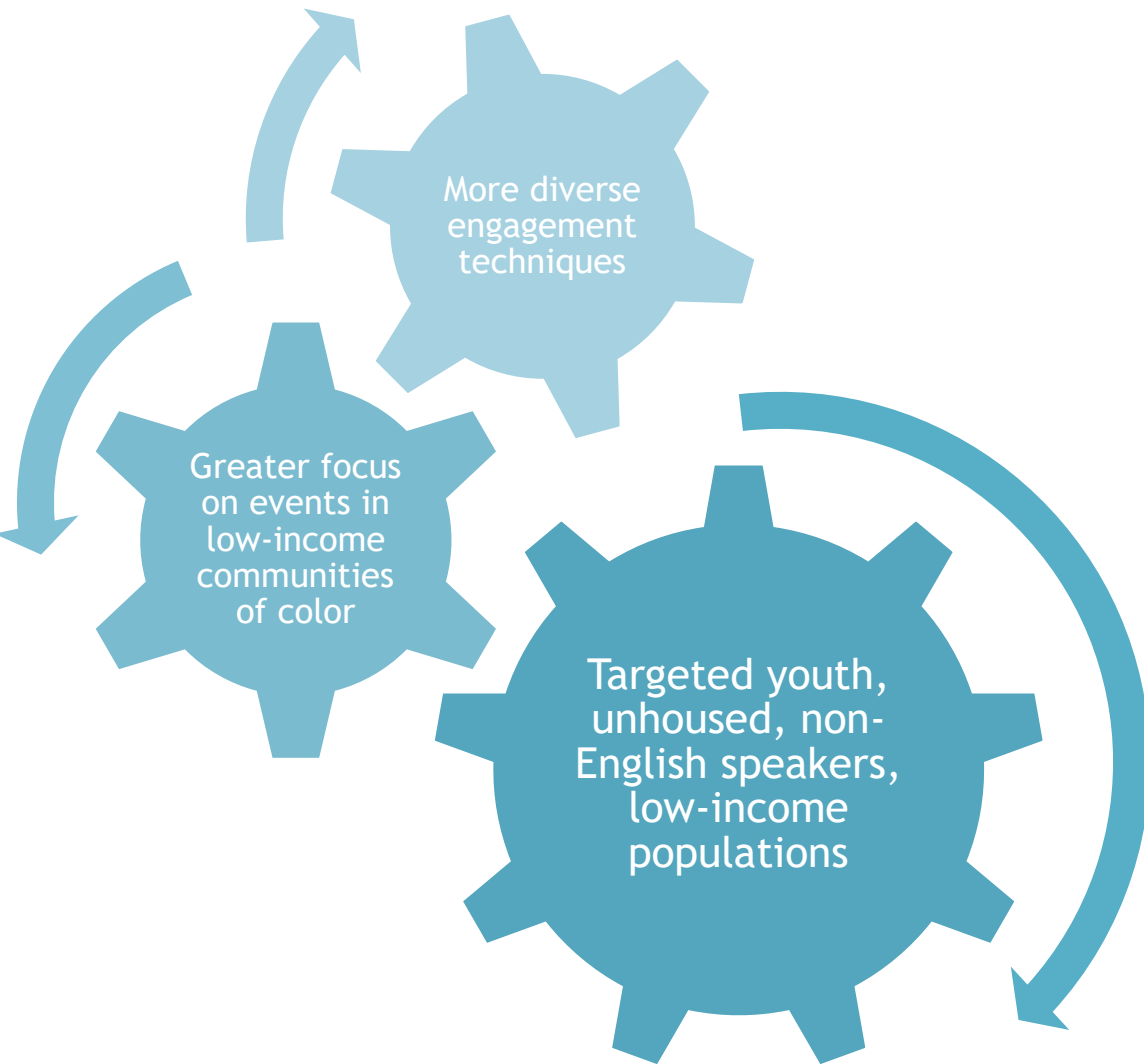 More diverse
engagement
techniques
Greater focus
on events in
low-income
communities
of color
Targeted youth,
unhoused, non-
English speakers,
low-income
populations